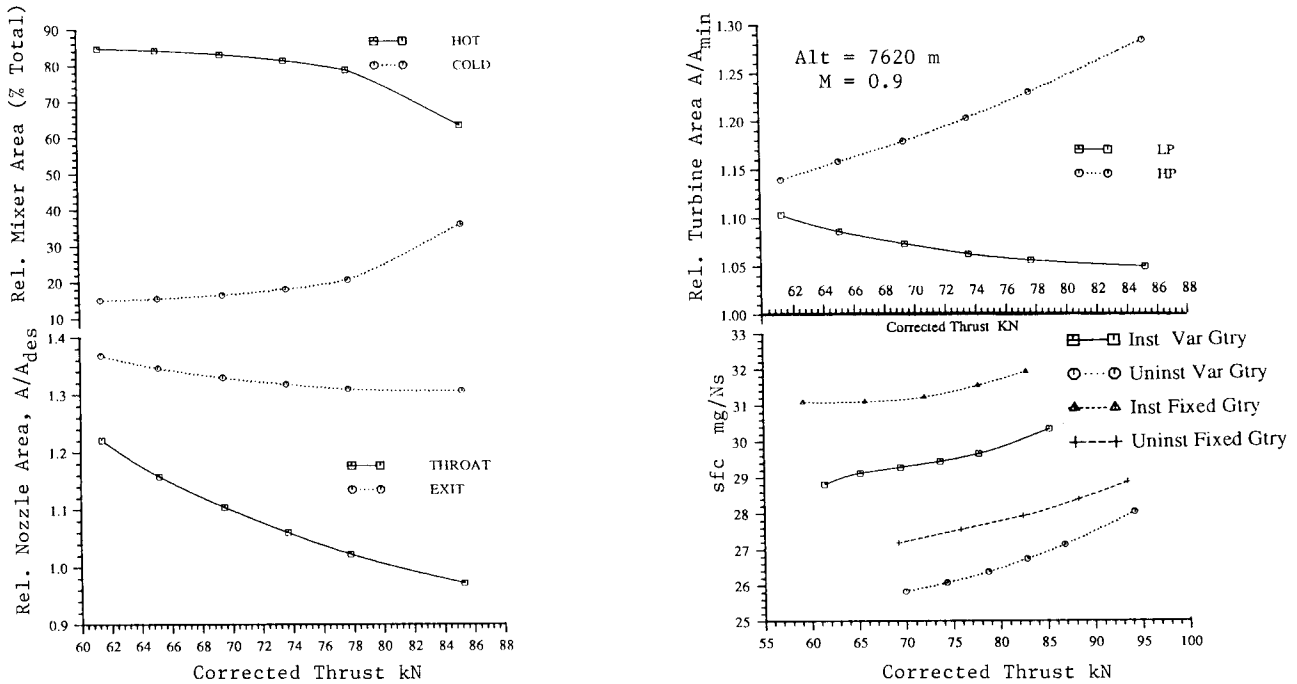 Rel. Mixer Area (% Total)
90
80
70
60
50
40
30
20
10
HOT
COLD
Rel. Nozzle Area, A/Ades
1.4
1.3
1.2
1.1
1.0
0.9
THROAT
EXIT
60 62 64 66 68 70 72 74 76 78 80 82 84 86 88
Corrected Thrust kN
Rel. Turbine Area A/Amin
1.30
1.25
1.20
1.15
1.10
1.05
1.00
Alt = 7620 m
M = 0.9
LP
HP
62 64 66 68 70 72 74 76 78 80 82 84 86 88
Corrected Thrust KN
sfc mg/Ns
33
32
31
30
29
28
27
26
25
Inst Var Gtry
Uninst Var Gtry
Inst Fixed Gtry
Uninst Fixed Gtry
55 60 65 70 75 80 85 90 95 100
Corrected Thrust kN